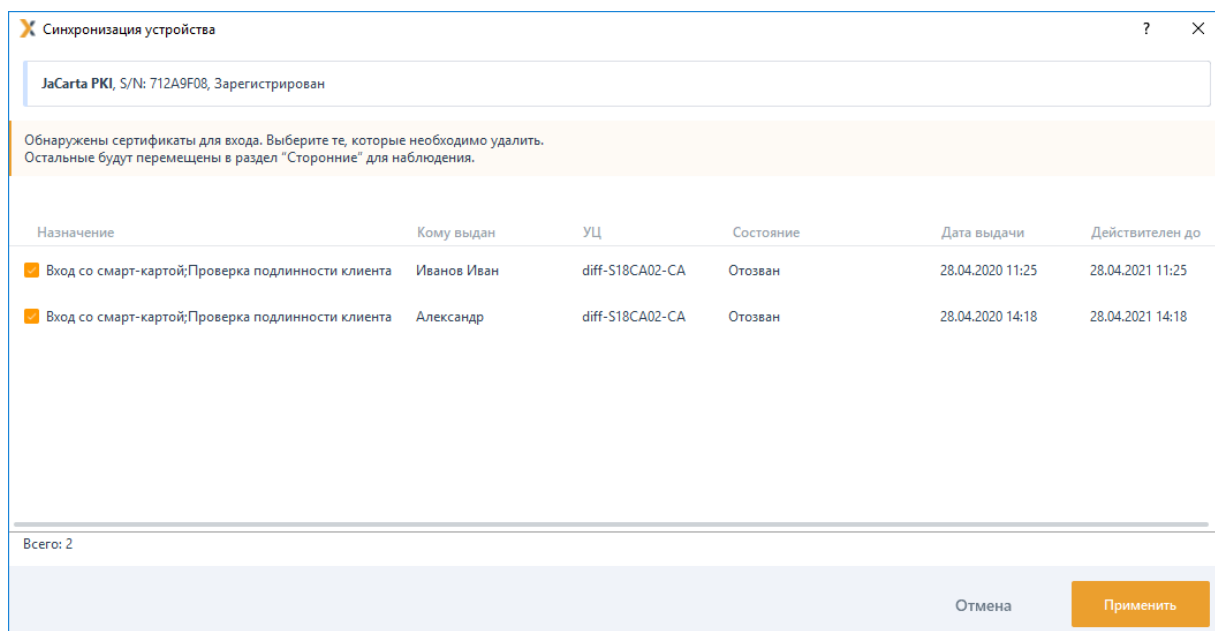 Синхронизация устройства
?
JaCarta PKI, S/N: 712A9F08, Зарегистрирован
Обнаружены сертификаты для входа. Выберите те, которые необходимо удалить.
Остальные будут перемещены в раздел "Сторонние" для наблюдения.
Назначение Кому выдан УЦ Состояние Дата выдачи Действителен до
Вход со смарт-картой;Проверка подлинности клиента Иванов Иван diff-S18CA02-CA Отозван 28.04.2020 11:25 28.04.2021 11:25
Вход со смарт-картой;Проверка подлинности клиента Александр diff-S18CA02-CA Отозван 28.04.2020 14:18 28.04.2021 14:18
Всего: 2
Отмена Применить